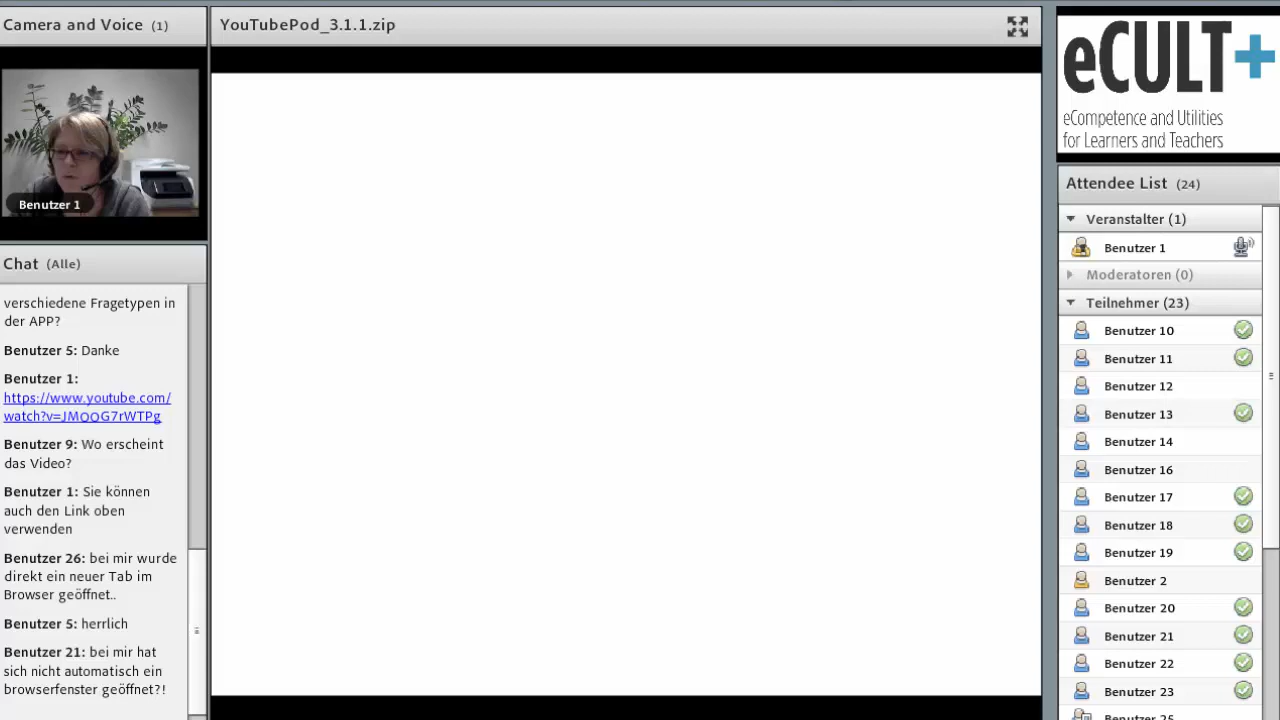 Camera and Voice (1)
Benutzer 1
Chat (Alle)
verschiedene Fragetypen in
der APP?
Benutzer 5: Danke
Benutzer 1:
https://www.youtube.com/
watch?v=JMQOG7rWTPg
Benutzer 9: Wo erscheint
das Video?
Benutzer 1: Sie können
auch den Link oben
verwenden
Benutzer 26: bei mir wurde
direkt ein neuer Tab im
Browser geöffnet..
Benutzer 5: herrlich
Benutzer 21: bei mir hat
sich nicht automatisch ein
browserfenster geöffnet?!
YouTubePod_3.1.1.zip
eCULT+
eCompetence and Utilities
for Learners and Teachers
Attendee List (24)
Veranstalter (1)
Benutzer 1
Moderatoren (0)
Teilnehmer (23)
Benutzer 10
Benutzer 11
Benutzer 12
Benutzer 13
Benutzer 14
Benutzer 16
Benutzer 17
Benutzer 18
Benutzer 19
Benutzer 2
Benutzer 20
Benutzer 21
Benutzer 22
Benutzer 23
Benutzer 25